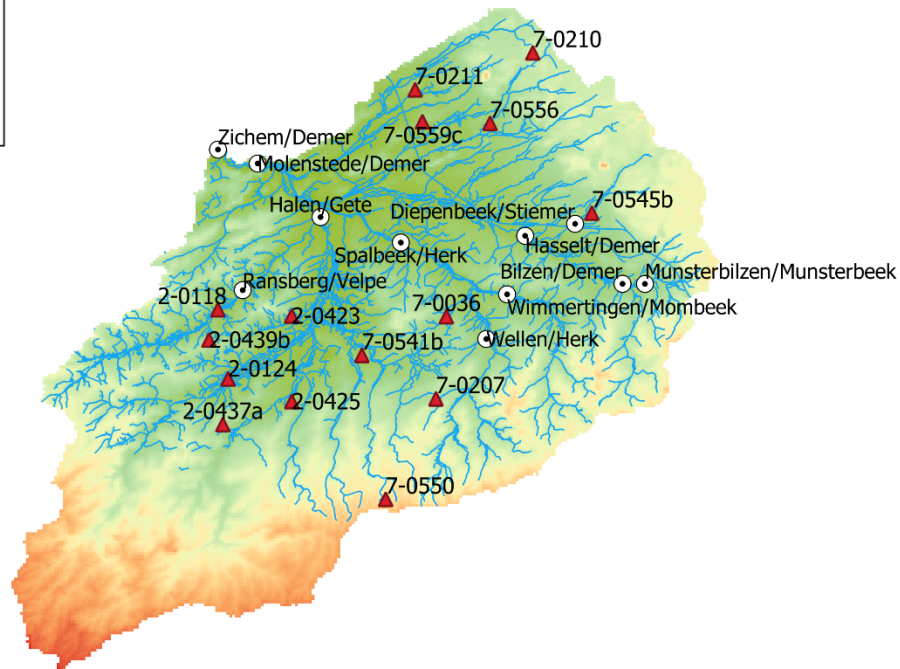 7-0210
7-0211
7-0556
7-0559c
Zichem/Demer
Molenstede/Demer
7-0545b
Halen/Gete
Diepenbeek/Stiemer
Hasselt/Demer
Spalbeek/Herk
Bilzen/Demer
Munsterbilzen/Munsterbeek
Ransberg/Velpe
2-0118
7-0036
Wimmertingen/Mombeek
2-0423
2-0439b
7-0541b
Wellen/Herk
2-0124
7-0207
2-0437a
2-0425
7-0550